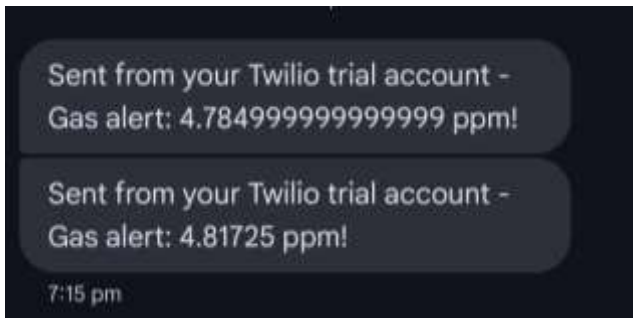 Sent from your Twilio trial account -
Gas alert: 4.784999999999999 ppm!
Sent from your Twilio trial account -
Gas alert: 4.81725 ppm!
7:15 pm